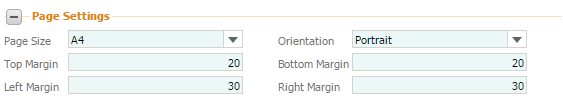 Page Settings
Page Size A4 Orientation Portrait
Top Margin 20 Bottom Margin 20
Left Margin 30 Right Margin 30